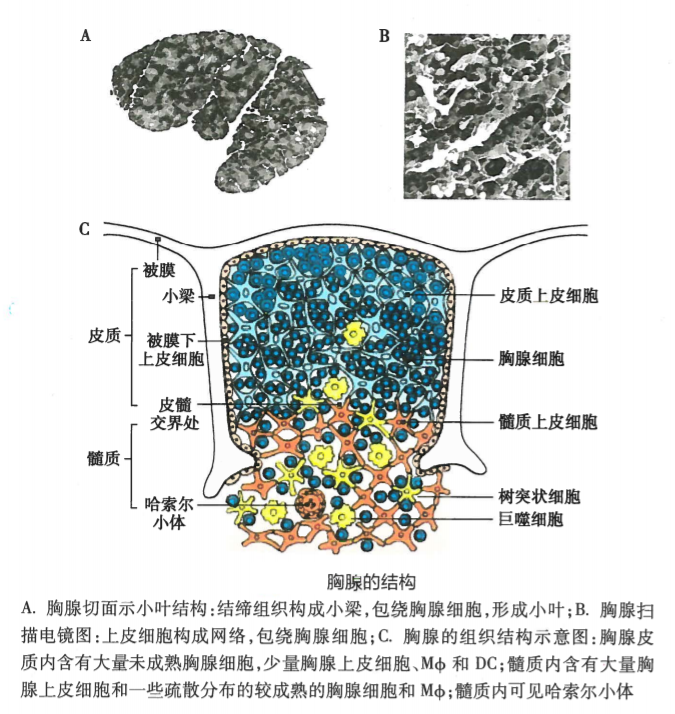 A
B
C
被膜
小梁
皮质
被膜下
上皮细胞
皮髓
交界处
髓质
哈索尔
小体
皮质上皮细胞
胸腺细胞
髓质上皮细胞
树突状细胞
巨噬细胞
胸腺的结构
A. 胸腺切面示小叶结构:结缔组织构成小梁,包绕胸腺细胞,形成小叶;B. 胸腺扫
描电镜图:上皮细胞构成网络,包绕胸腺细胞;C. 胸腺的组织结构示意图:胸腺皮
质内含有大量未成熟胸腺细胞,少量胸腺上皮细胞、Mφ 和 DC;髓质内含有大量胸
腺上皮细胞和一些疏散分布的较成熟的胸腺细胞和 Mφ;髓质内可见哈索尔小体